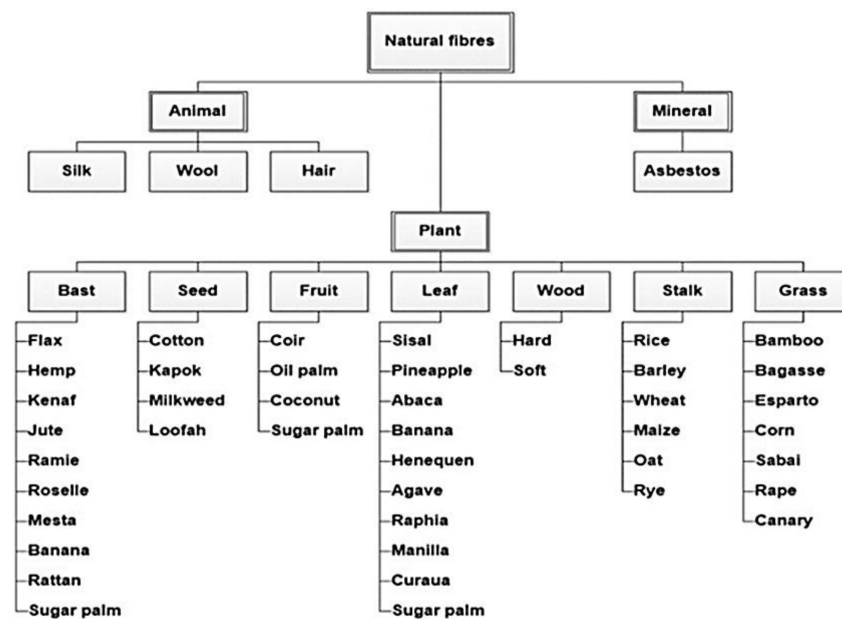 Natural fibres
Animal
Mineral
Silk
Wool
Hair
Asbestos
Plant
Bast
Seed
Fruit
Leaf
Wood
Stalk
Grass
Flax
Hemp
Kenaf
Jute
Ramie
Roselle
Mesta
Banana
Rattan
Sugar palm
Cotton
Kapok
Milkweed
Loofah
Coir
Oil palm
Coconut
Sugar palm
Sisal
Pineapple
Abaca
Banana
Henequen
Agave
Raphia
Manilla
Curaua
Sugar palm
Hard
Soft
Rice
Barley
Wheat
Maize
Oat
Rye
Bamboo
Bagasse
Esparto
Corn
Sabai
Rape
Canary